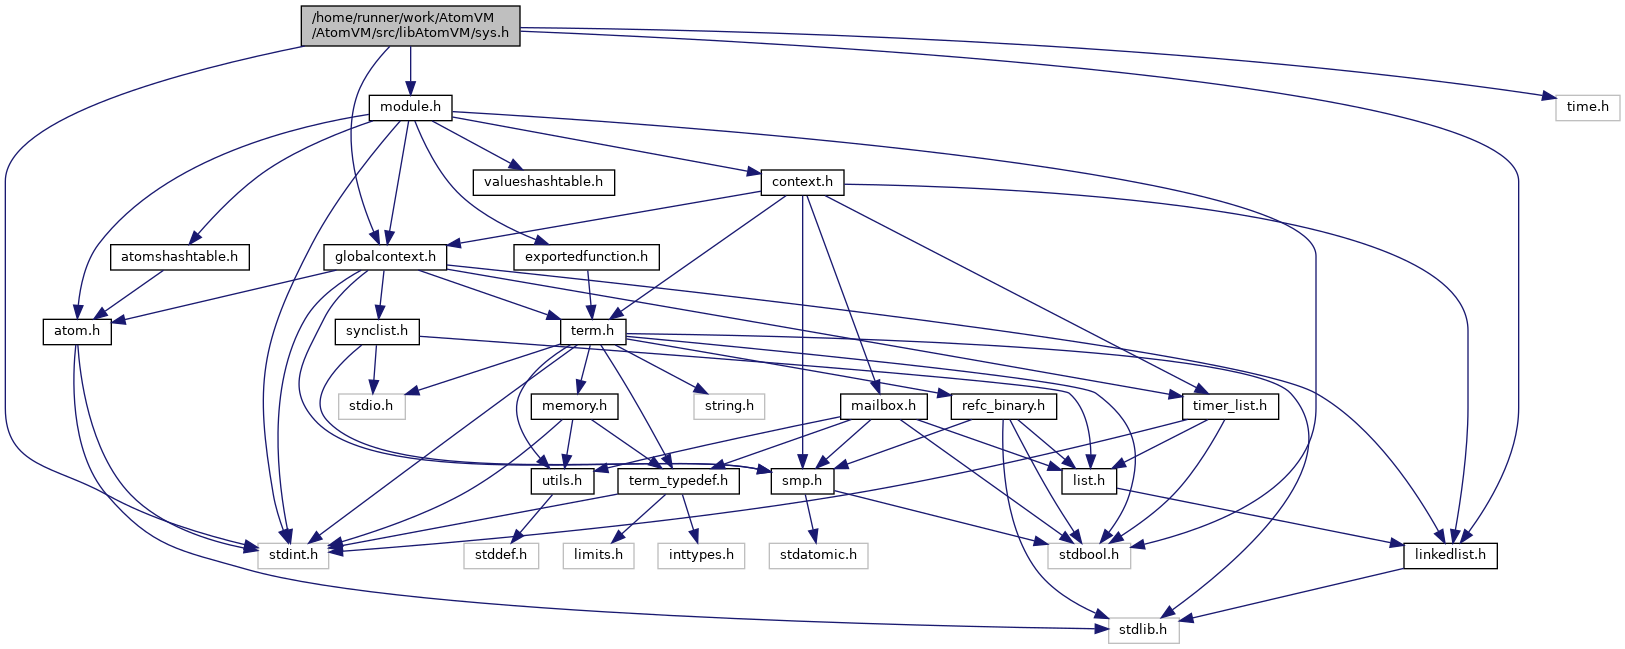 /home/runner/work/AtomVM
/AtomVM/src/libAtomVM/sys.h
module.h
time.h
valueshashtable.h
context.h
atomshashtable.h
globalcontext.h
exportedfunction.h
atom.h
synclist.h
term.h
stdio.h
memory.h
string.h
mailbox.h
refc_binary.h
timer_list.h
utils.h
term_typedef.h
smp.h
list.h
stdint.h
stddef.h
limits.h
inttypes.h
stdatomic.h
stdbool.h
linkedlist.h
stdlib.h